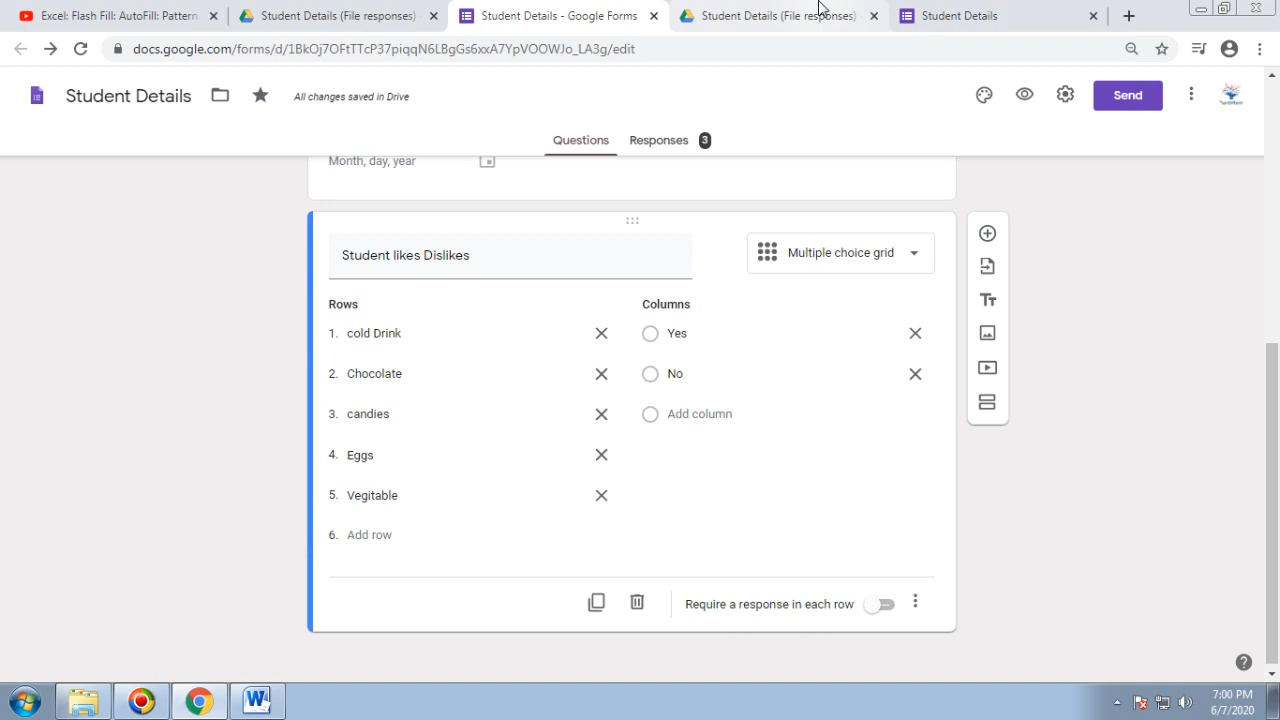 Excel: Flash Fill: AutoFill: Pattern
Student Details (File responses)
Student Details - Google Forms
Student Details (File responses)
Student Details
docs.google.com/forms/d/1BkOj7OFtTTcP37piqqN6LBgGs6xxA7YpVOOWJo_LA3g/edit
Student Details
All changes saved in Drive
Send
Questions
Responses 3
Month, day, year
Student likes Dislikes
Multiple choice grid
Rows
Columns
1. cold Drink
Yes
2. Chocolate
No
3. candies
Add column
4. Eggs
5. Vegitable
6. Add row
Require a response in each row
7:00 PM
6/7/2020